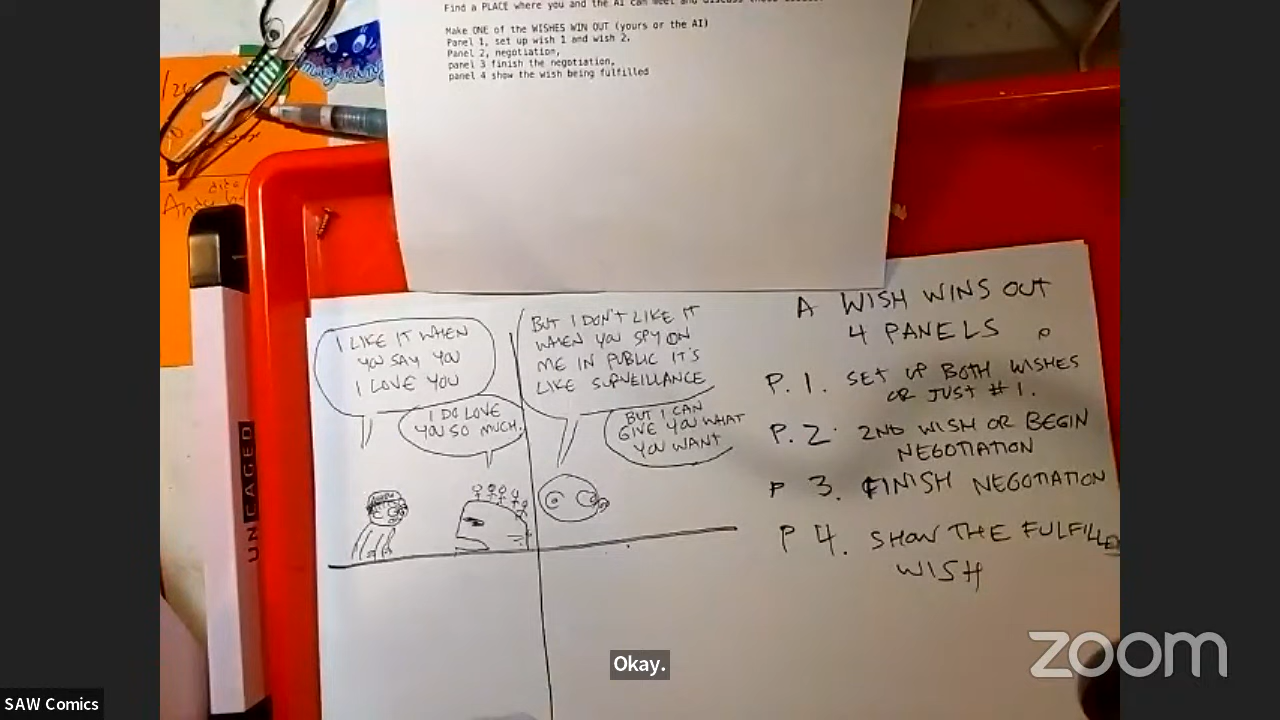 Find a PLACE where you and the AI can meet and discuss these
Make ONE of the WISHES WIN OUT (yours or the AI)
Panel 1, set up wish 1 and wish 2.
Panel 2, negotiation,
panel 3 finish the negotiation,
panel 4 show the wish being fulfilled
UNCAGED
I LIKE IT WHEN
YOU SAY YOU
I LOVE YOU
I DO LOVE
YOU SO MUCH.
BUT I DON'T LIKE IT
WHEN YOU SPY ON
ME IN PUBLIC IT'S
LIKE SURVEILLANCE
BUT I CAN
GIVE YOU WHAT
YOU WANT
A WISH WINS OUT
4 PANELS
P. 1. SET UP BOTH WISHES
OR JUST #1.
P. 2. 2ND WISH OR BEGIN
NEGOTIATION
P 3. FINISH NEGOTIATION
P 4. SHOW THE FULFILLED
WISH
Okay.
zoom
SAW Comics